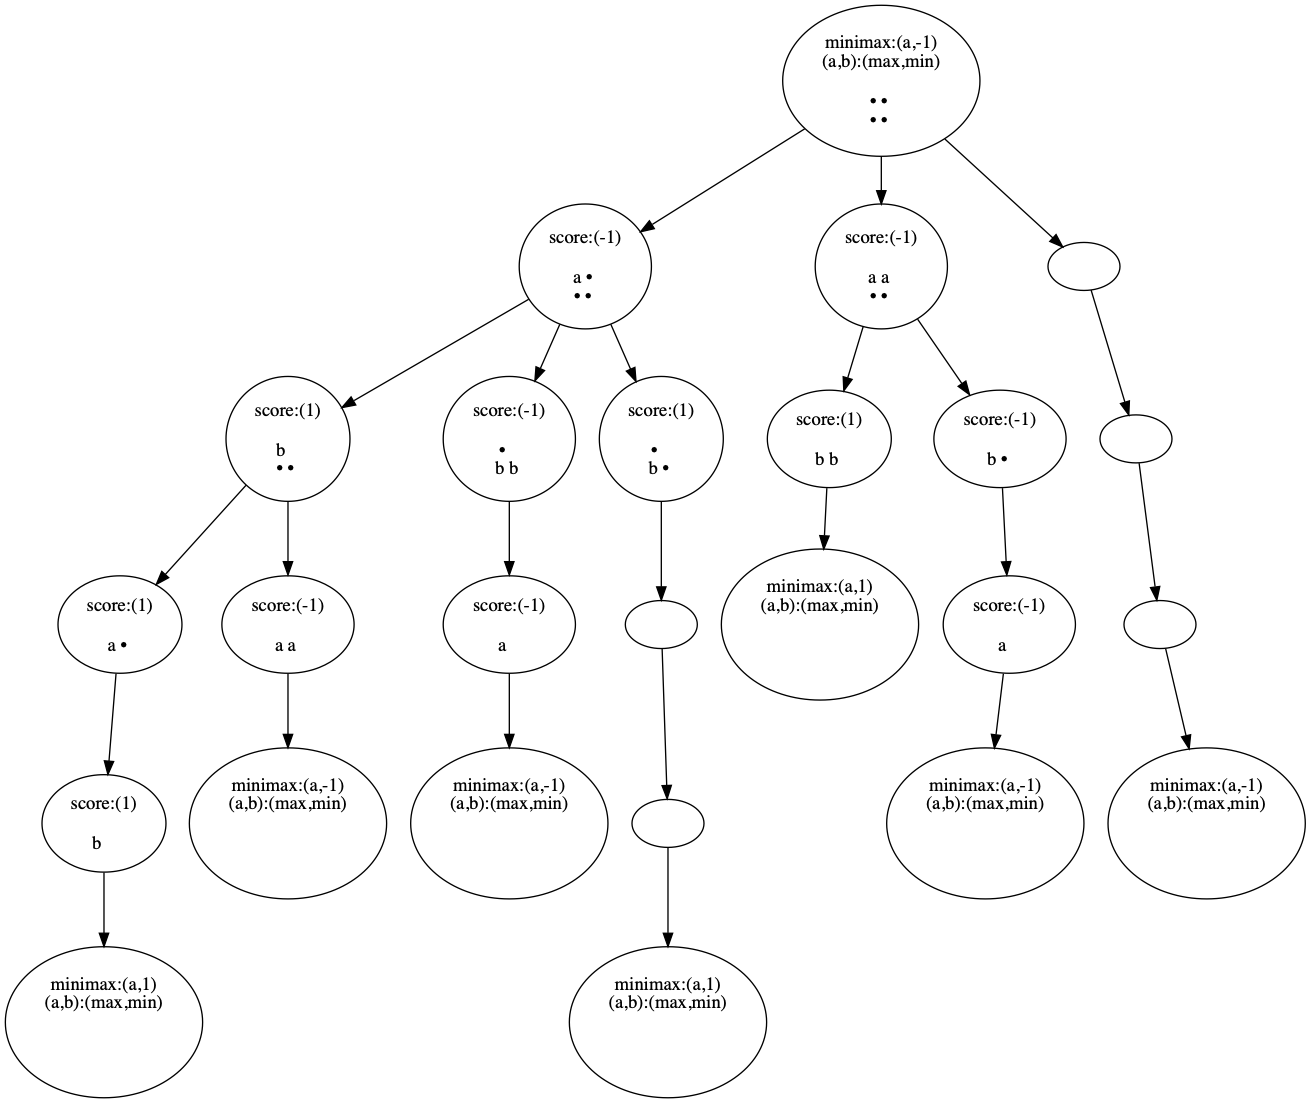 minimax:(a,-1)
(a,b):(max,min)
••
••
score:(-1)
a •
••
score:(-1)
a a
••
score:(1)
b
••
score:(-1)
•
b b
score:(1)
•
b •
score:(1)
b b
score:(-1)
b •
score:(1)
a •
score:(-1)
a a
score:(-1)
a
minimax:(a,1)
(a,b):(max,min)
score:(-1)
a
score:(1)
b
minimax:(a,-1)
(a,b):(max,min)
minimax:(a,-1)
(a,b):(max,min)
minimax:(a,-1)
(a,b):(max,min)
minimax:(a,-1)
(a,b):(max,min)
minimax:(a,1)
(a,b):(max,min)
minimax:(a,1)
(a,b):(max,min)